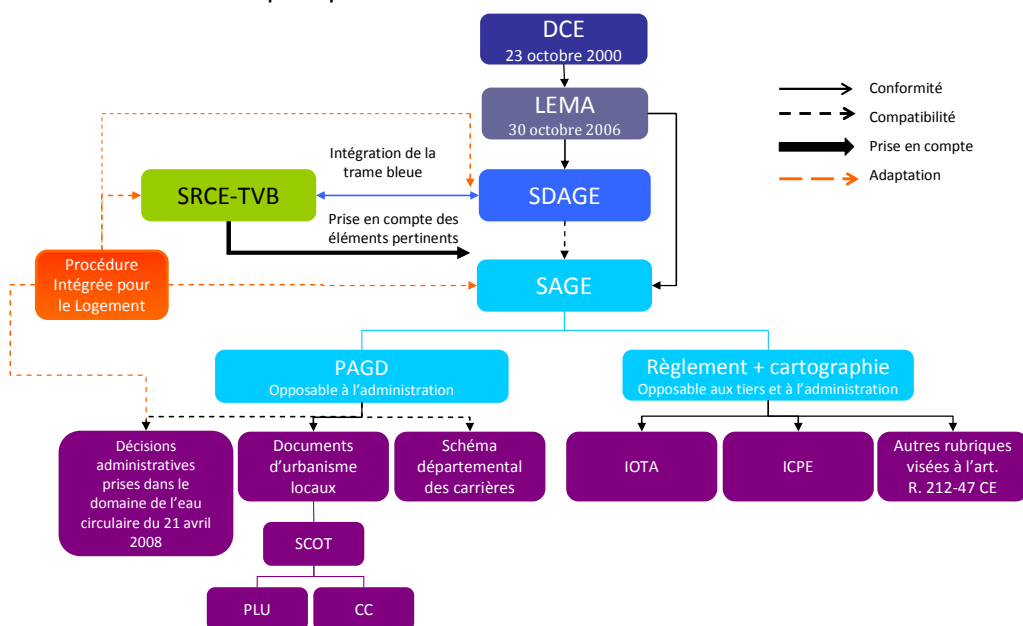 DCE
23 octobre 2000
LEMA
30 octobre 2006
Conformité
Compatibilité
Prise en compte
Adaptation
Intégration de la
trame bleue
SRCE-TVB
SDAGE
Prise en compte des
éléments pertinents
Procédure
Intégrée pour
le Logement
SAGE
PAGD
Opposable à l'administration
Règlement + cartographie
Opposable aux tiers et à l'administration
Décisions
administratives
prises dans le
domaine de l'eau
circulaire du 21 avril
2008
Documents
d'urbanisme
locaux
Schéma
départemental
des carrières
IOTA
ICPE
Autres rubriques
visées à l'art.
R. 212-47 CE
SCOT
PLU
CC